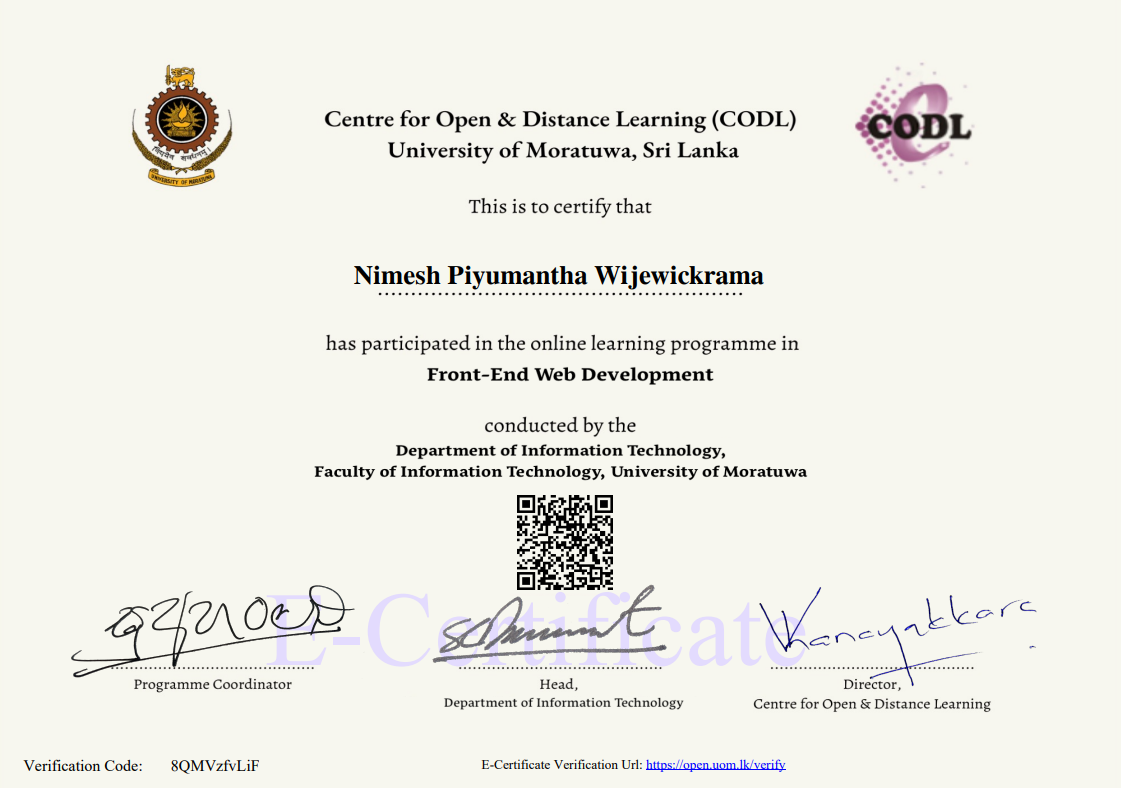 Centre for Open & Distance Learning (CODL)
University of Moratuwa, Sri Lanka
CODL
UNIVERSITY OF MORATUWA
This is to certify that
Nimesh Piyumantha Wijewickrama
has participated in the online learning programme in
Front-End Web Development
conducted by the
Department of Information Technology,
Faculty of Information Technology, University of Moratuwa
E-Certificate
Programme Coordinator
Head,
Department of Information Technology
Director,
Centre for Open & Distance Learning
Verification Code: 8QMVzfvLiF
E-Certificate Verification Url: https://open.uom.lk/verify